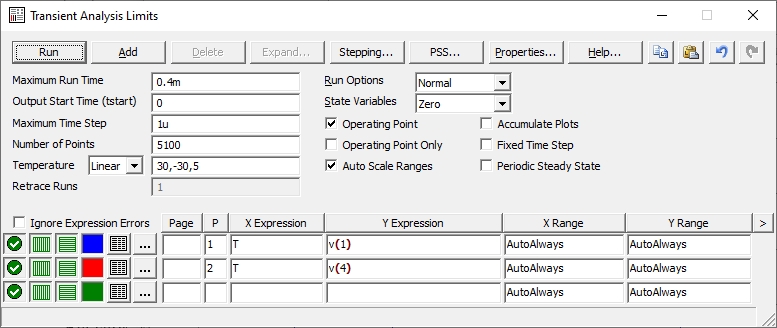 Transient Analysis Limits
Run Add Delete Expand... Stepping... PSS... Properties... Help...
Maximum Run Time 0.4m Run Options Normal
Output Start Time (tstart) 0 State Variables Zero
Maximum Time Step 1u Operating Point Accumulate Plots
Number of Points 5100 Operating Point Only Fixed Time Step
Temperature Linear 30,-30,5 Auto Scale Ranges Periodic Steady State
Retrace Runs 1
Ignore Expression Errors Page P X Expression Y Expression X Range Y Range >
... 1 T v(1) AutoAlways AutoAlways
... 2 T v(4) AutoAlways AutoAlways
... AutoAlways AutoAlways